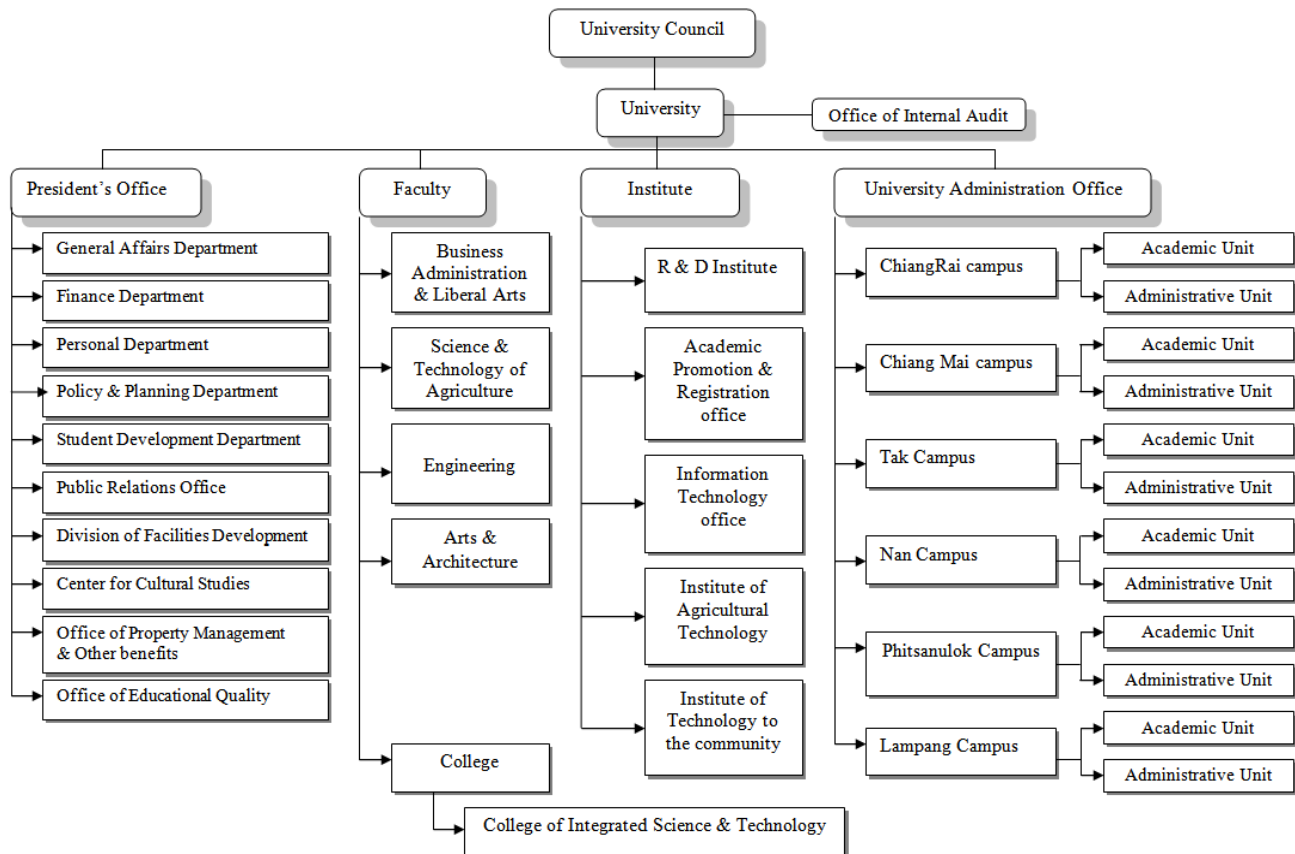 University Council
University
Office of Internal Audit
President's Office
General Affairs Department
Finance Department
Personal Department
Policy & Planning Department
Student Development Department
Public Relations Office
Division of Facilities Development
Center for Cultural Studies
Office of Property Management
& Other benefits
Office of Educational Quality
Faculty
Business
Administration
& Liberal Arts
Science &
Technology of
Agriculture
Engineering
Arts &
Architecture
College
College of Integrated Science & Technology
Institute
R & D Institute
Academic
Promotion &
Registration
office
Information
Technology
office
Institute of
Agricultural
Technology
Institute of
Technology to
the community
University Administration Office
ChiangRai campus
Academic Unit
Administrative Unit
Chiang Mai campus
Academic Unit
Administrative Unit
Tak Campus
Academic Unit
Administrative Unit
Nan Campus
Academic Unit
Administrative Unit
Phitsanulok Campus
Academic Unit
Administrative Unit
Lampang Campus
Academic Unit
Administrative Unit